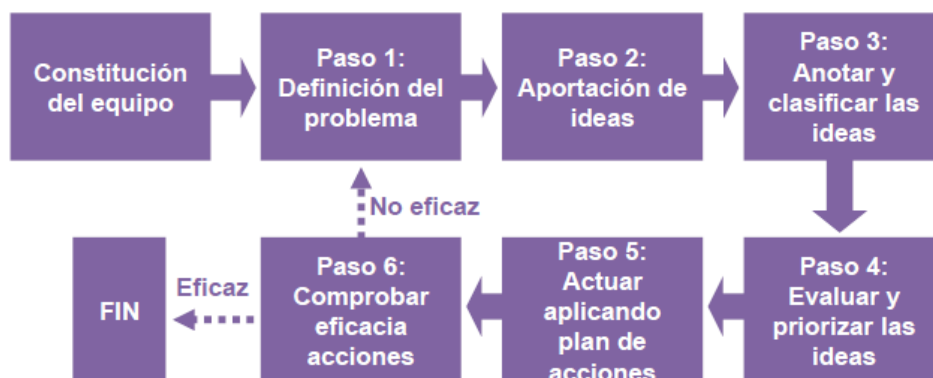 Constitución
del equipo
Paso 1:
Definición del
problema
Paso 2:
Aportación de
ideas
Paso 3:
Anotar y
clasificar las
ideas
No eficaz
FIN
Eficaz
Paso 6:
Comprobar
eficacia
acciones
Paso 5:
Actuar
aplicando
plan de
acciones
Paso 4:
Evaluar y
priorizar las
ideas